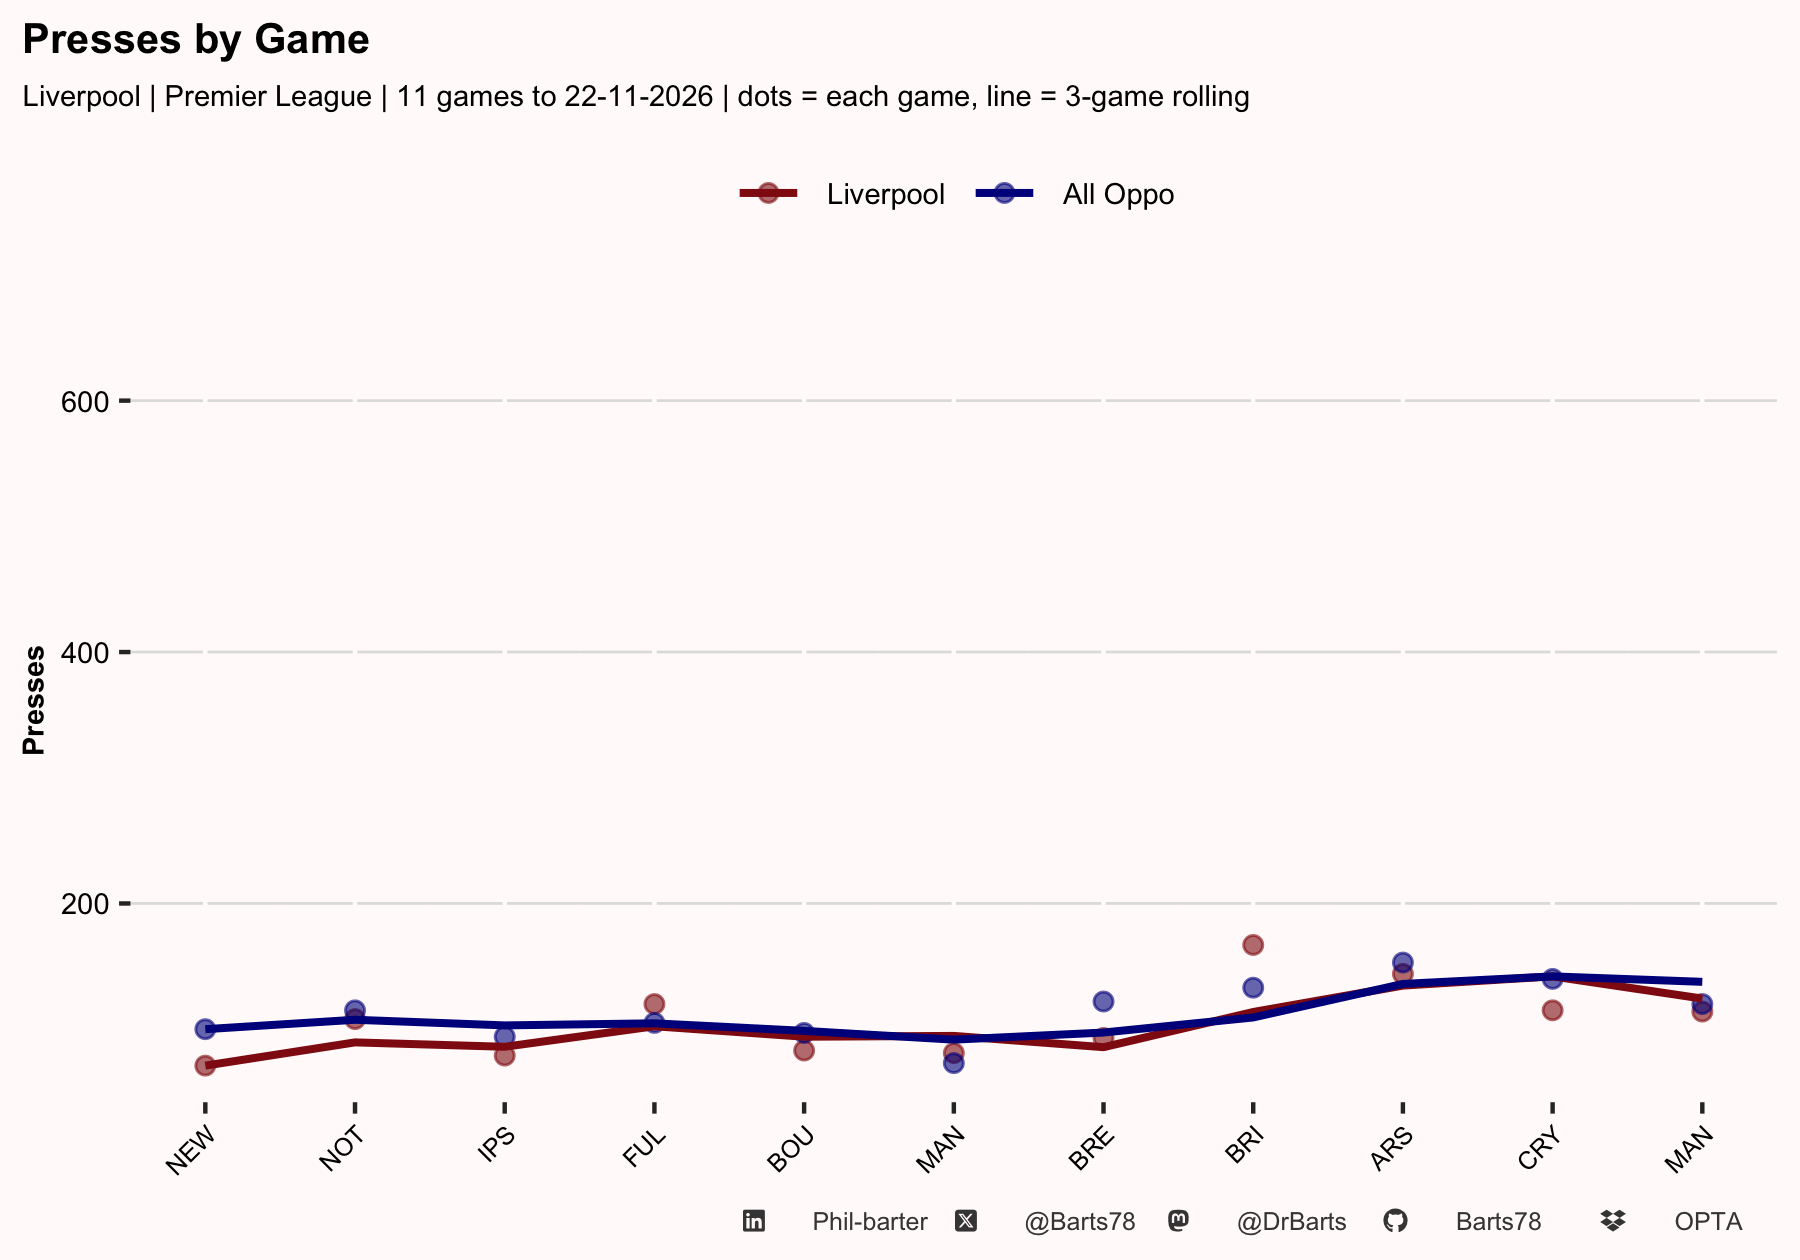 Presses by Game
Liverpool | Premier League | 11 games to 22-11-2026 | dots = each game, line = 3-game rolling
Liverpool All Oppo
600
400
200
Presses
NEW NOT IPS FUL BOU MAN BRE BRI ARS CRY MAN
Phil-barter @Barts78 @DrBarts Barts78 OPTA